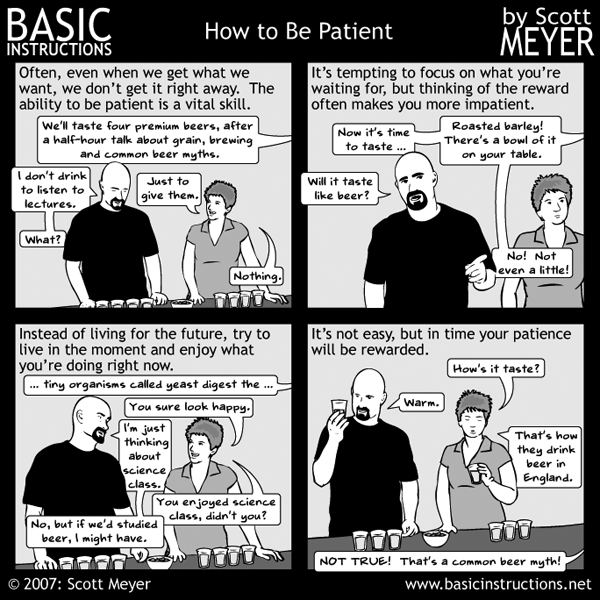 BASIC
INSTRUCTIONS
How to Be Patient
by Scott
MEYER
Often, even when we get what we
want, we don't get it right away. The
ability to be patient is a vital skill.
We'll taste four premium beers, after
a half-hour talk about grain, brewing
and common beer myths.
I don't drink
to listen to
lectures.
Just to
give them.
What?
Nothing.
It's tempting to focus on what you're
waiting for, but thinking of the reward
often makes you more impatient.
Now it's time
to taste ...
Roasted barley!
There's a bowl of it
on your table.
Will it taste
like beer?
No! Not
even a little!
Instead of living for the future, try to
live in the moment and enjoy what
you're doing right now.
... tiny organisms called yeast digest the ...
You sure look happy.
I'm just
thinking
about
science
class.
You enjoyed science
class, didn't you?
No, but if we'd studied
beer, I might have.
It's not easy, but in time your patience
will be rewarded.
How's it taste?
Warm.
That's how
they drink
beer in
England.
NOT TRUE! That's a common beer myth!
© 2007: Scott Meyer
www.basicinstructions.net